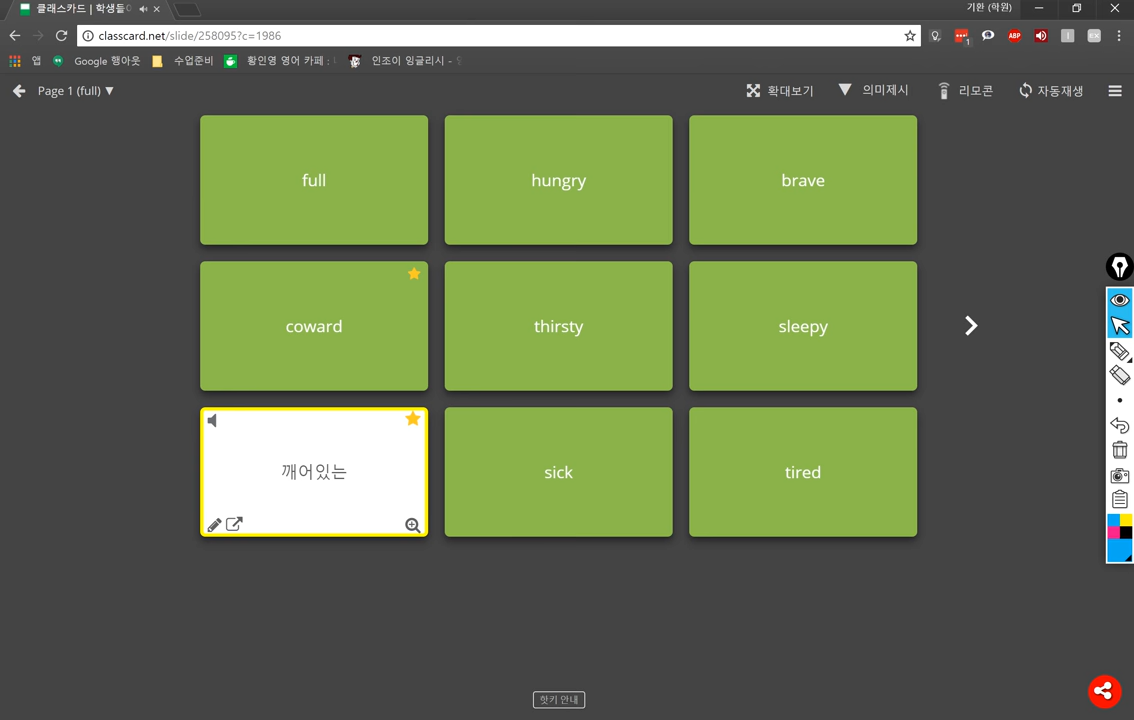 클래스카드 | 학생들이
기환 (학원)
classcard.net/slide/258095?c=1986
ABP
1
앱
Google 행아웃
수업준비
황인영 영어 카페 :
인조이 잉글리시 -
Page 1 (full) ▼
확대보기
의미제시
리모콘
자동재생
full
hungry
brave
coward
thirsty
sleepy
깨어있는
sick
tired
핫키 안내